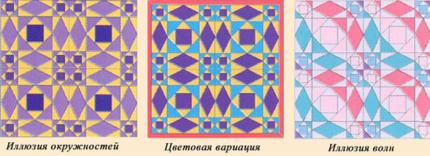 Иллюзия окружностей
Цветовая вариация
Иллюзия волн